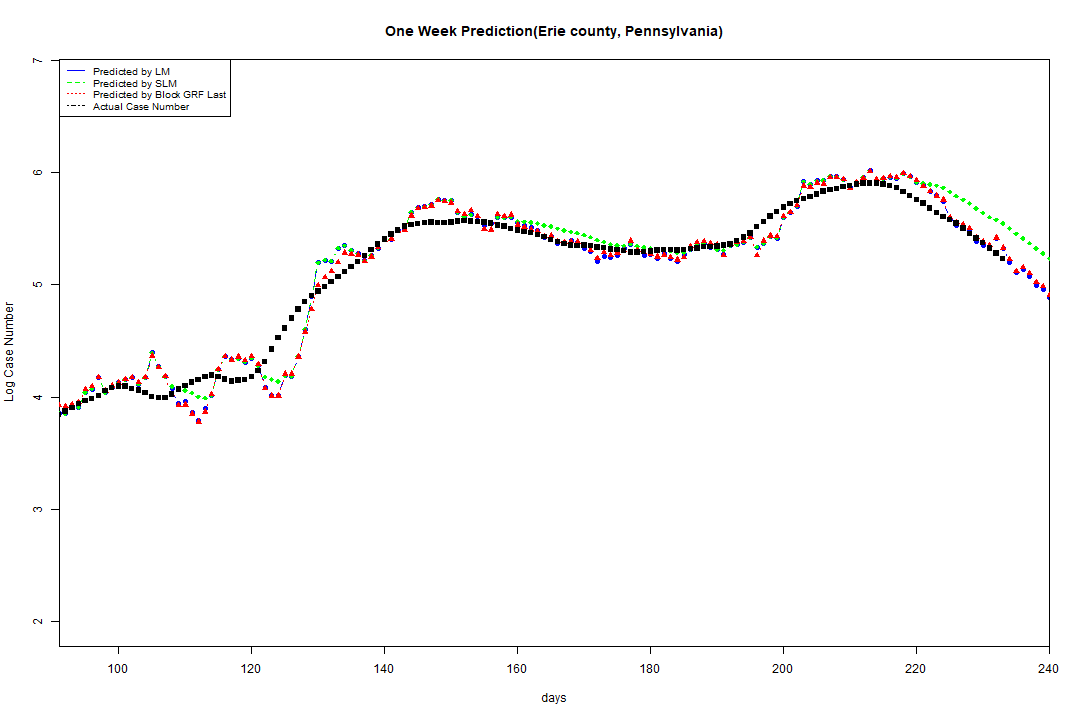 One Week Prediction(Erie county, Pennsylvania)
Predicted by LM
Predicted by SLM
Predicted by Block GRF Last
Actual Case Number
Log Case Number
7
6
5
4
3
2
100 120 140 160 180 200 220 240
days